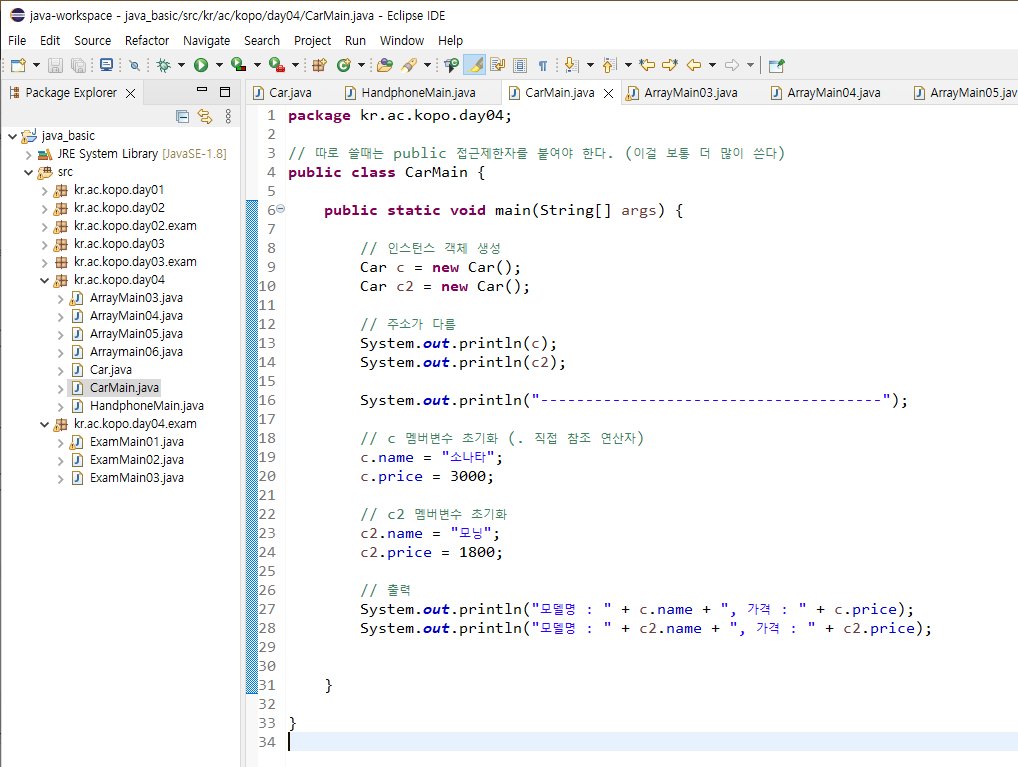 java-workspace - java_basic/src/kr/ac/kopo/day04/CarMain.java - Eclipse IDE
File Edit Source Refactor Navigate Search Project Run Window Help
Package Explorer
java_basic
JRE System Library [JavaSE-1.8]
src
kr.ac.kopo.day01
kr.ac.kopo.day02
kr.ac.kopo.day02.exam
kr.ac.kopo.day03
kr.ac.kopo.day03.exam
kr.ac.kopo.day04
ArrayMain03.java
ArrayMain04.java
ArrayMain05.java
Arraymain06.java
Car.java
CarMain.java
HandphoneMain.java
kr.ac.kopo.day04.exam
ExamMain01.java
ExamMain02.java
ExamMain03.java
Car.java HandphoneMain.java CarMain.java ArrayMain03.java ArrayMain04.java ArrayMain05.jav
1 package kr.ac.kopo.day04;
2
3 // 따로 쓸때는 public 접근제한자를 붙여야 한다. (이걸 보통 더 많이 쓴다)
4 public class CarMain {
5
6 public static void main(String[] args) {
7
8 // 인스턴스 객체 생성
9 Car c = new Car();
10 Car c2 = new Car();
11
12 // 주소가 다름
13 System.out.println(c);
14 System.out.println(c2);
15
16 System.out.println("--------------------------------------");
17
18 // c 멤버변수 초기화 (. 직접 참조 연산자)
19 c.name = "소나타";
20 c.price = 3000;
21
22 // c2 멤버변수 초기화
23 c2.name = "모닝";
24 c2.price = 1800;
25
26 // 출력
27 System.out.println("모델명 : " + c.name + ", 가격 : " + c.price);
28 System.out.println("모델명 : " + c2.name + ", 가격 : " + c2.price);
29
30
31 }
32
33 }
34